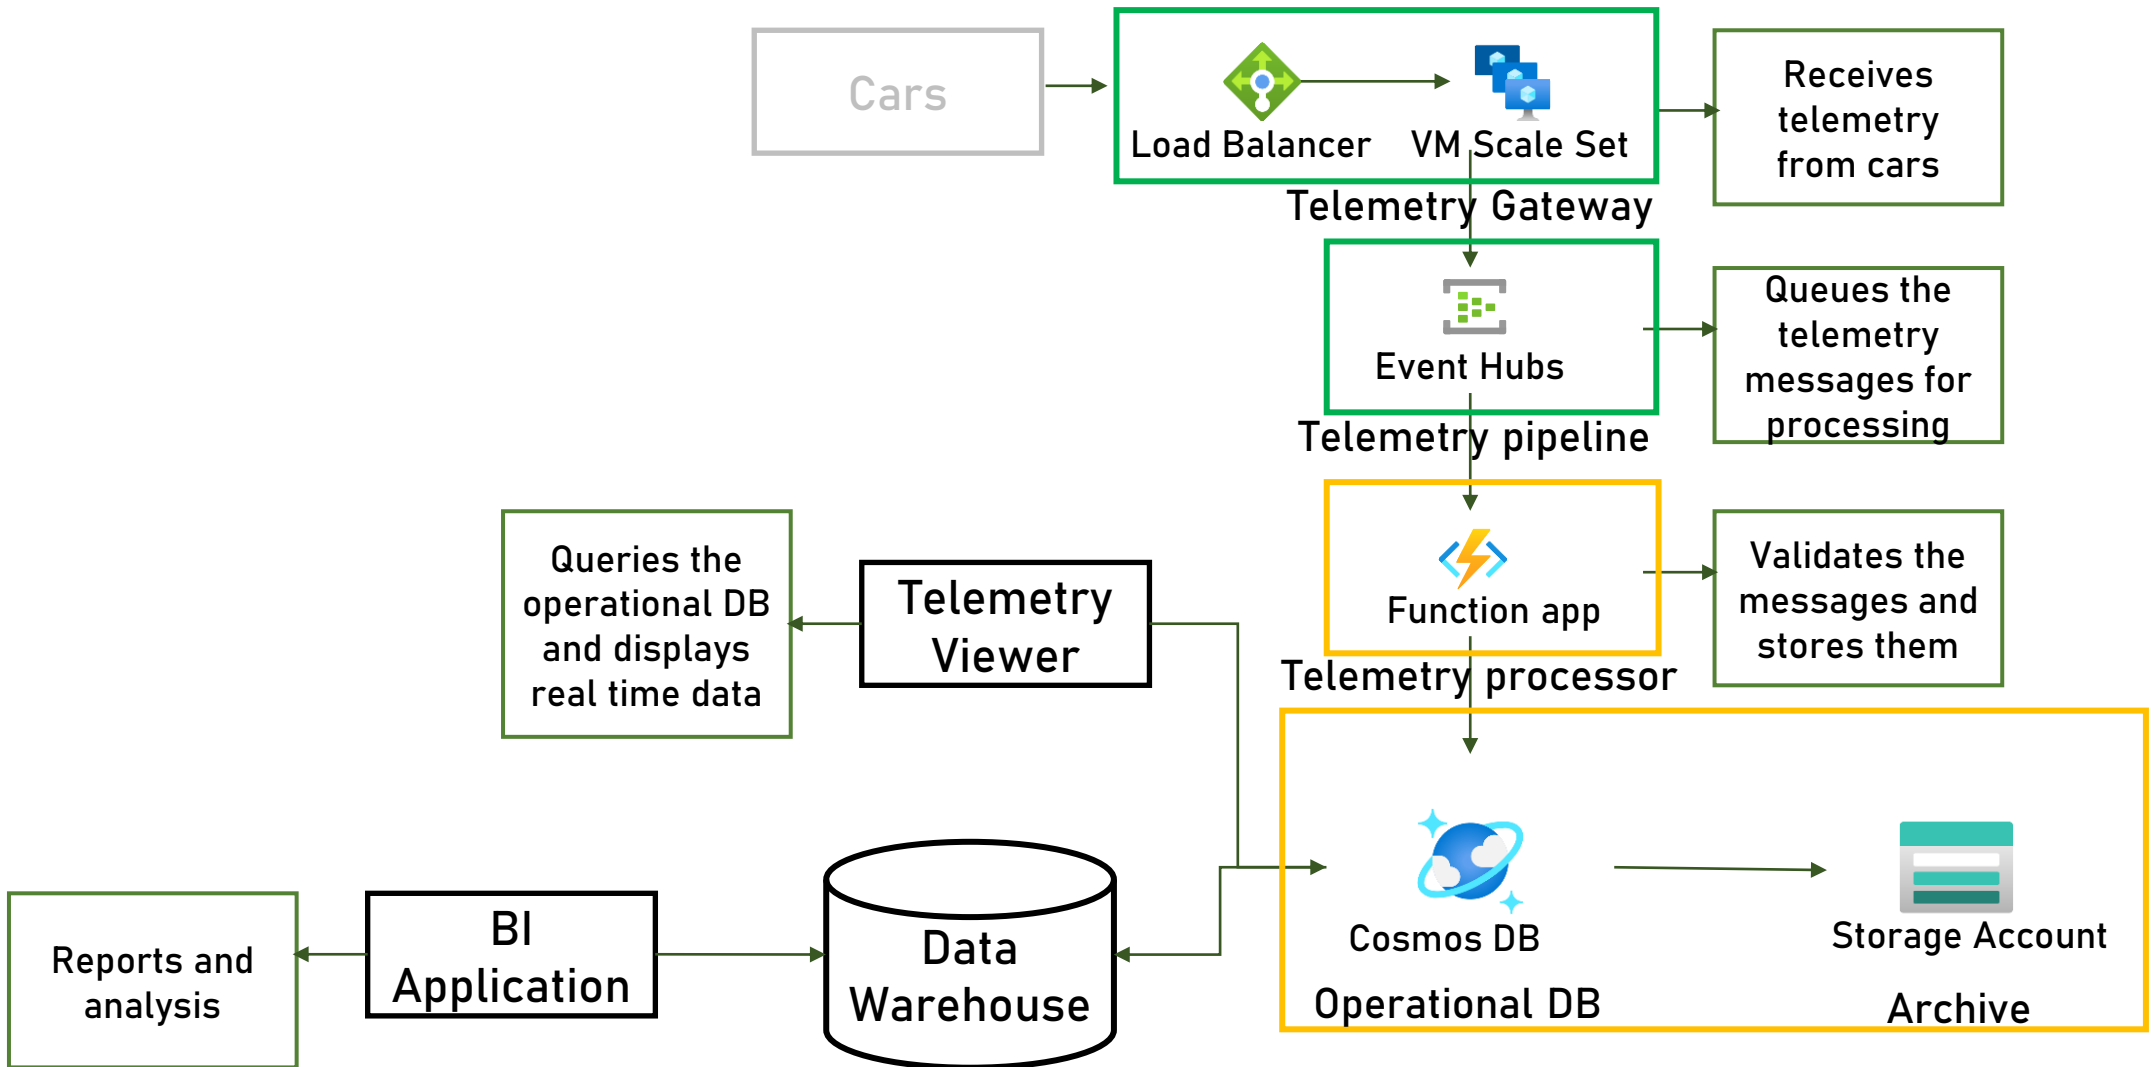 Cars
Load Balancer
VM Scale Set
Telemetry Gateway
Receives
telemetry
from cars
Event Hubs
Telemetry pipeline
Queues the
telemetry
messages for
processing
Function app
Telemetry processor
Validates the
messages and
stores them
Queries the
operational DB
and displays
real time data
Telemetry
Viewer
Cosmos DB
Operational DB
Storage Account
Archive
Reports and
analysis
BI
Application
Data
Warehouse